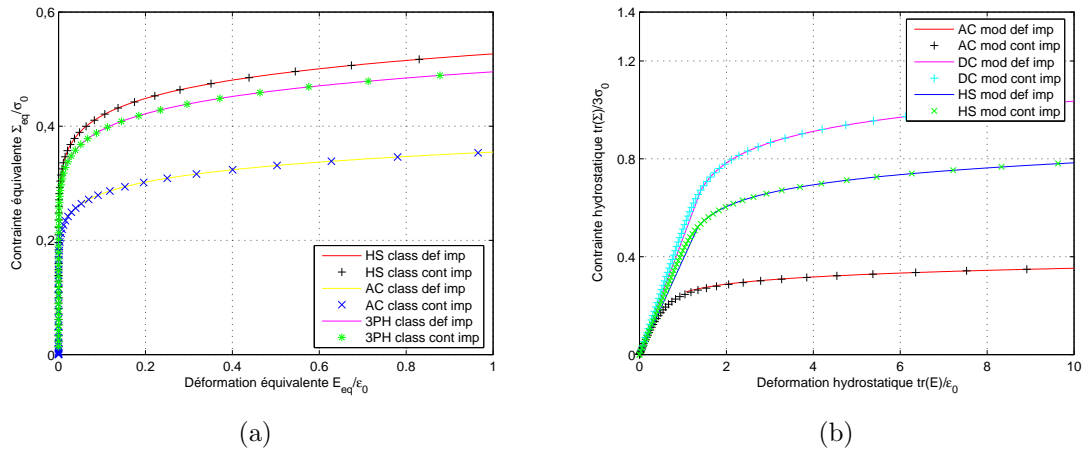 0,6
0,4
0,2
0
0
0.2
0.4
0.6
0.8
1
Contrainte équivalente Σeq/σ0
Déformation équivalente Eeq/ε0
HS class def imp
HS class cont imp
AC class def imp
AC class cont imp
3PH class def imp
3PH class cont imp
(a)
1.4
1.2
0.8
0.4
0
0
2
4
6
8
10
Contrainte hydrostatique tr(Σ)/3σ0
Deformation hydrostatique tr(E)/ε0
AC mod def imp
AC mod cont imp
DC mod def imp
DC mod cont imp
HS mod def imp
HS mod cont imp
(b)